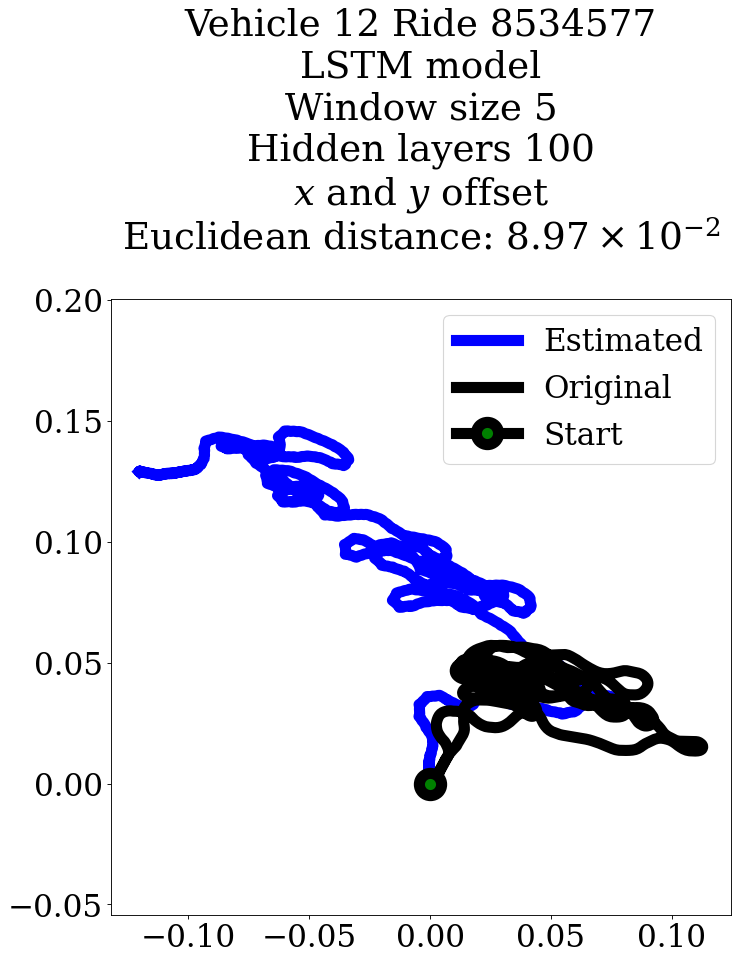 Vehicle 12 Ride 8534577
LSTM model
Window size 5
Hidden layers 100
x and y offset
Euclidean distance: 8.97 × 10⁻²
0.20
0.15
0.10
0.05
0.00
−0.05
Estimated
Original
Start
−0.10 −0.05 0.00 0.05 0.10